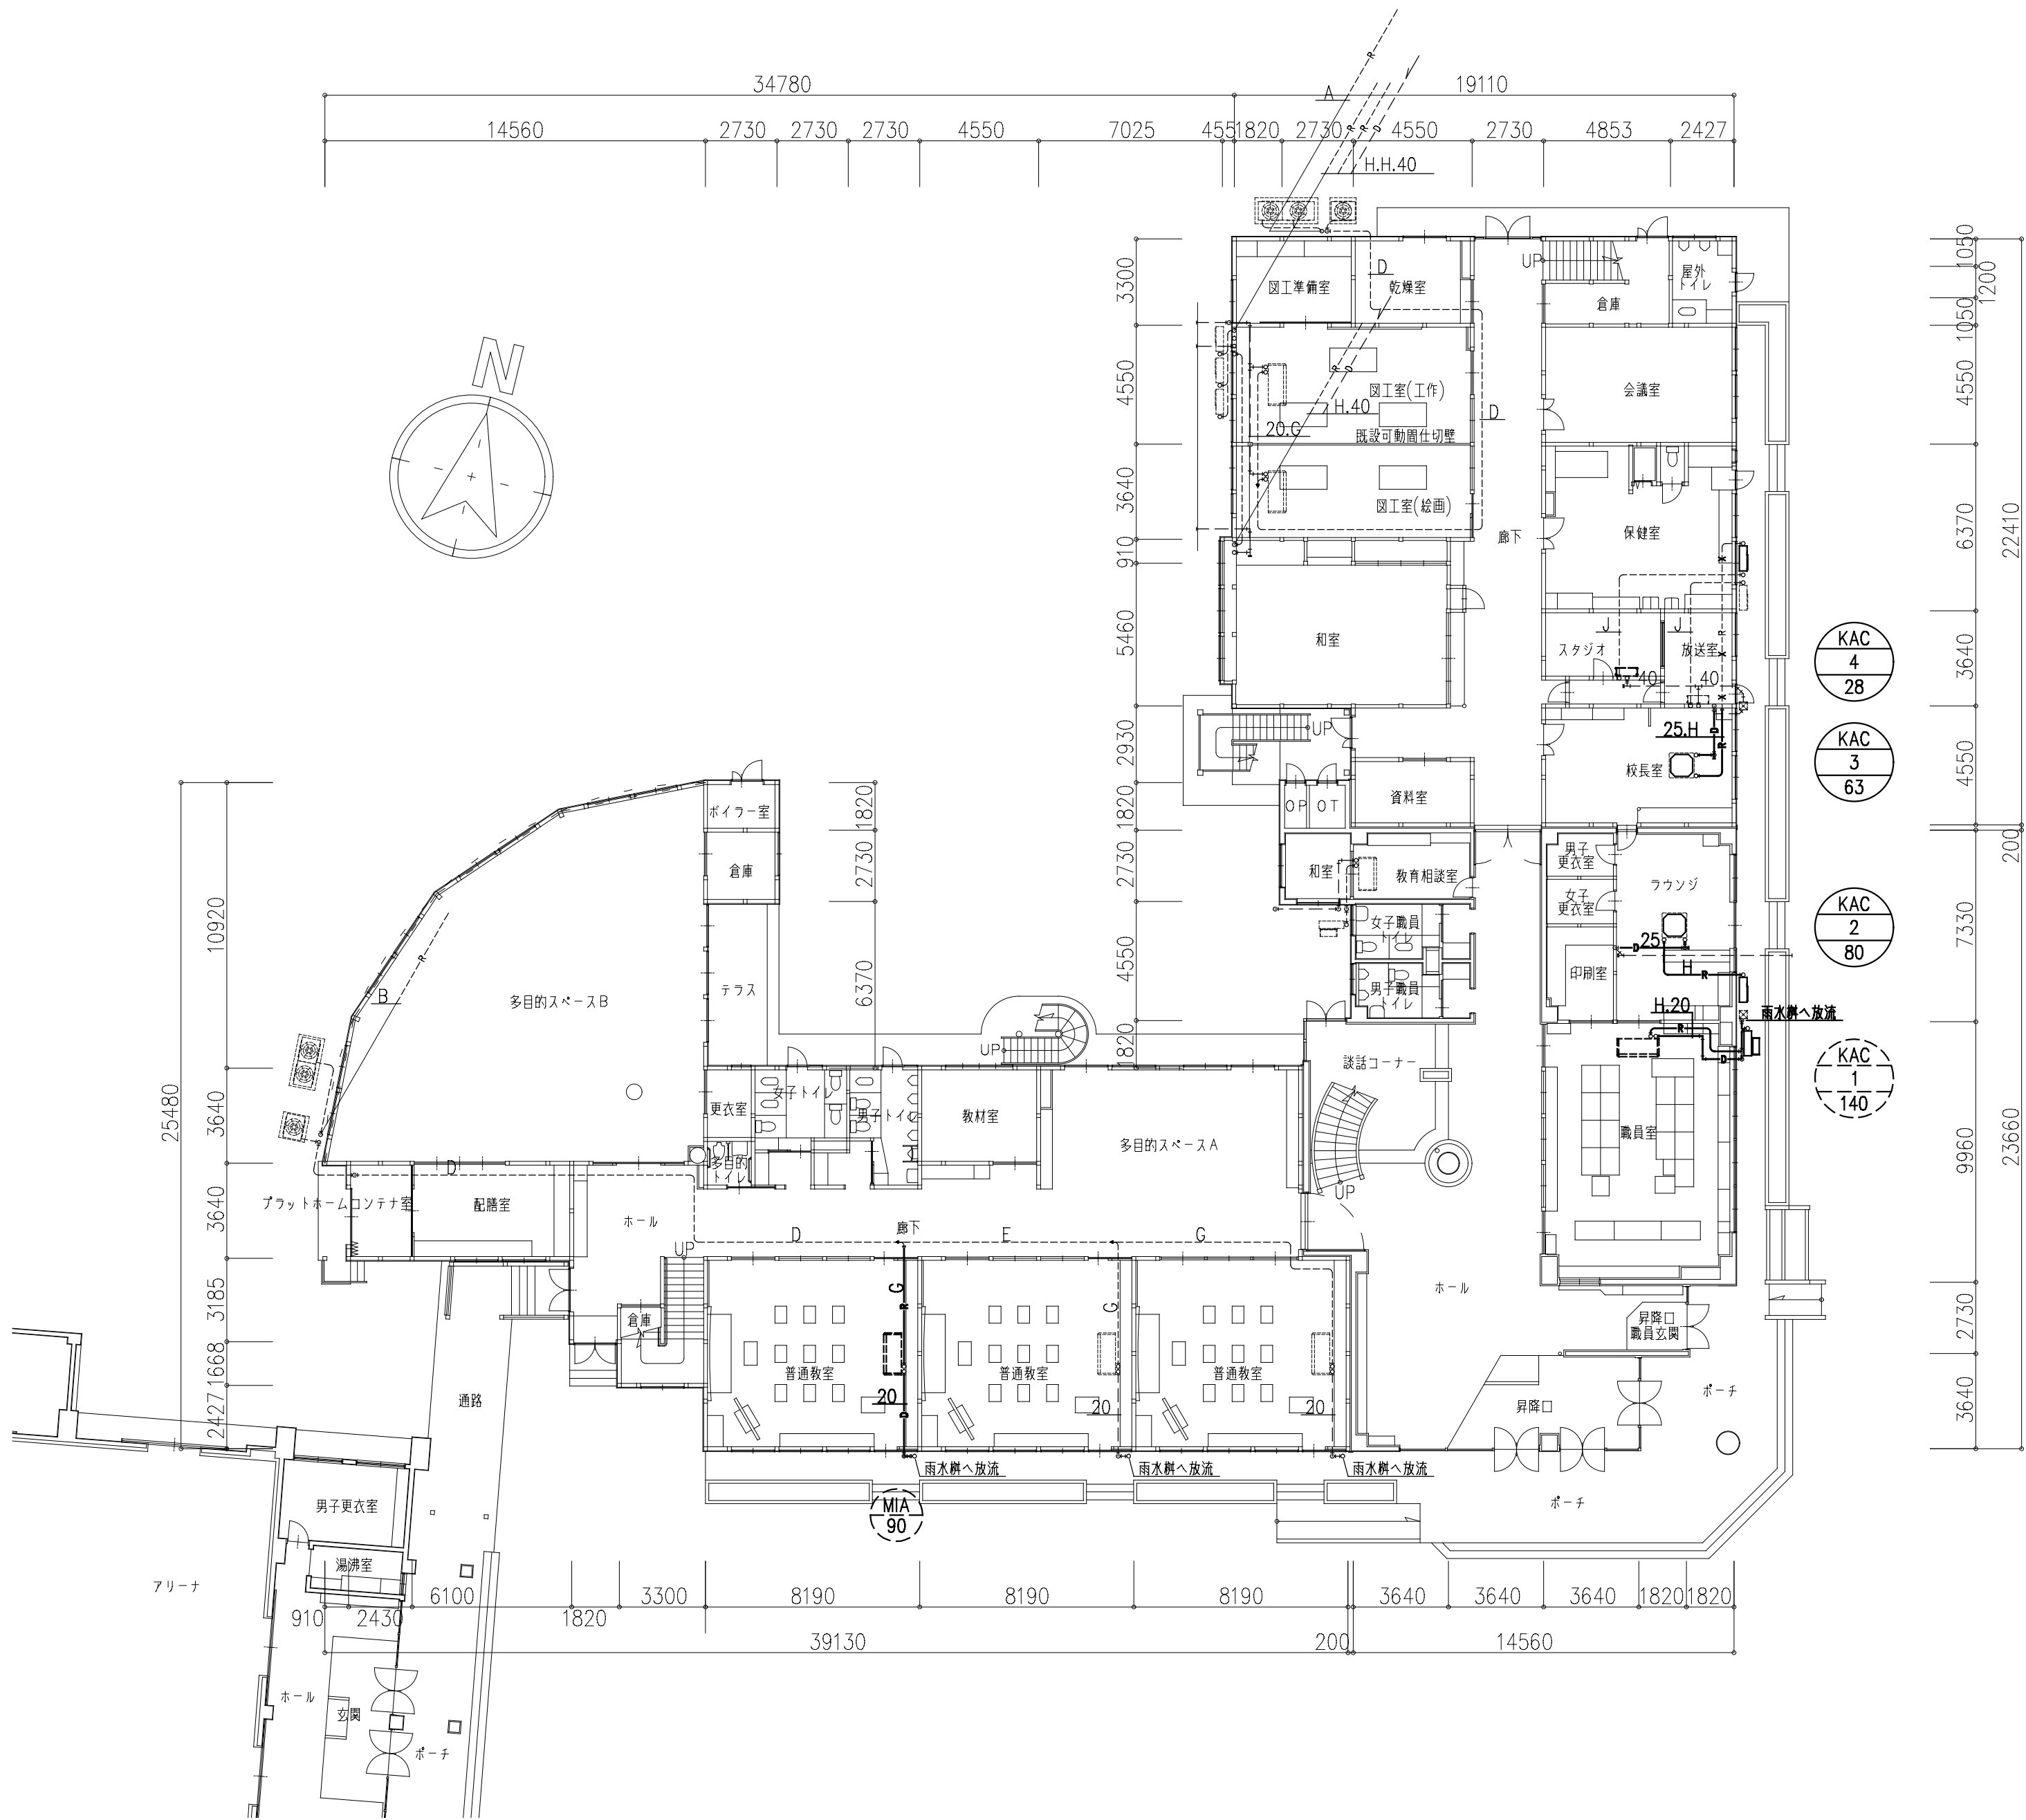 34780
19110
14560
2730
2730
2730
4550
7025
455
1820
2730
4550
2730
4853
2427
A
R
R
R
D
H.H.40
N
3300
4550
3640
910
5460
2930
1820
2730
4550
1820
1050
1200
1050
4550
6370
3640
4550
22410
200
7330
9960
23660
2730
3640
図工準備室
D
乾燥室
UP
倉庫
屋外
トイレ
R
D
図工室(工作)
H.40
20.G
既設可動間仕切壁
D
会議室
図工室(絵画)
廊下
保健室
和室
スタジオ
J
J
放送室
R
40
40
KAC
4
28
KAC
3
63
25.H
D
R
校長室
UP
OP
OT
資料室
和室
教育相談室
男子
更衣室
女子
更衣室
ラウンジ
KAC
2
80
女子職員
トイレ
男子職員
トイレ
印刷室
D
25
H
R
H.20
R
D
雨水桝へ放流
KAC
1
140
職員室
25480
10920
3640
3640
3185
1668
2427
1820
2730
6370
ボイラー室
倉庫
テラス
R
B
多目的スペースB
UP
談話コーナー
UP
更衣室
女子トイレ
男子トイレ
教材室
多目的スペースA
多目的
トイレ
D
プラットホーム
コンテナ室
配膳室
ホール
廊下
D
E
G
UP
倉庫
G
R
D
G
普通教室
普通教室
普通教室
20
20
20
雨水桝へ放流
雨水桝へ放流
雨水桝へ放流
MIA
90
ホール
昇降口
職員玄関
昇降口
ポーチ
ポーチ
通路
男子更衣室
湯沸室
アリーナ
ホール
玄関
ポーチ
910
2430
6100
1820
3300
8190
8190
8190
3640
3640
3640
1820
1820
39130
200
14560